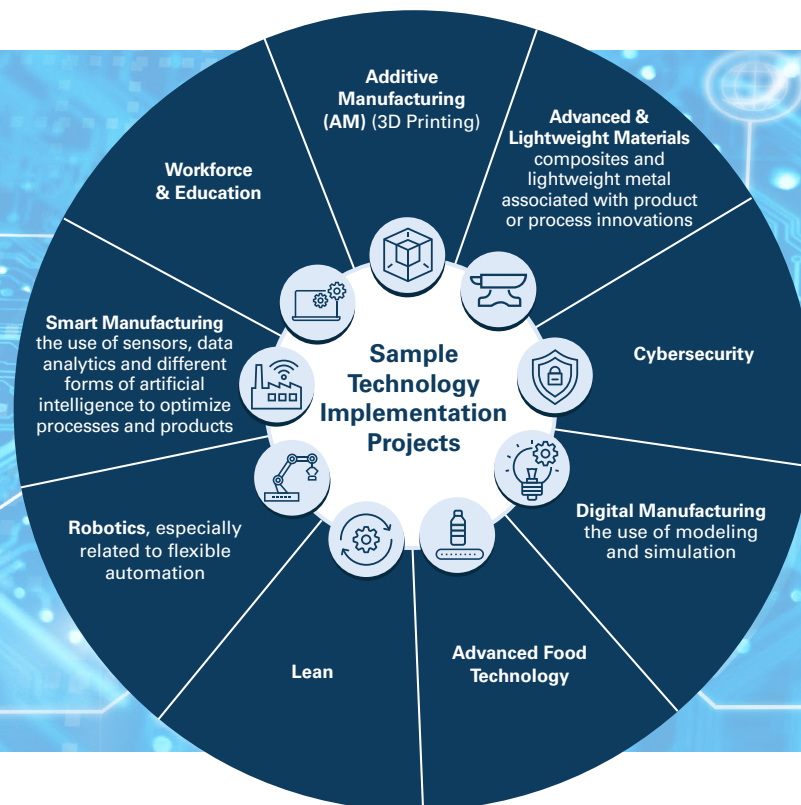 Sample
Technology
Implementation
Projects
Additive
Manufacturing
(AM) (3D Printing)
Advanced &
Lightweight Materials
composites and
lightweight metal
associated with product
or process innovations
Cybersecurity
Digital Manufacturing
the use of modeling
and simulation
Advanced Food
Technology
Lean
Robotics, especially
related to flexible
automation
Smart Manufacturing
the use of sensors, data
analytics and different
forms of artificial
intelligence to optimize
processes and products
Workforce
& Education